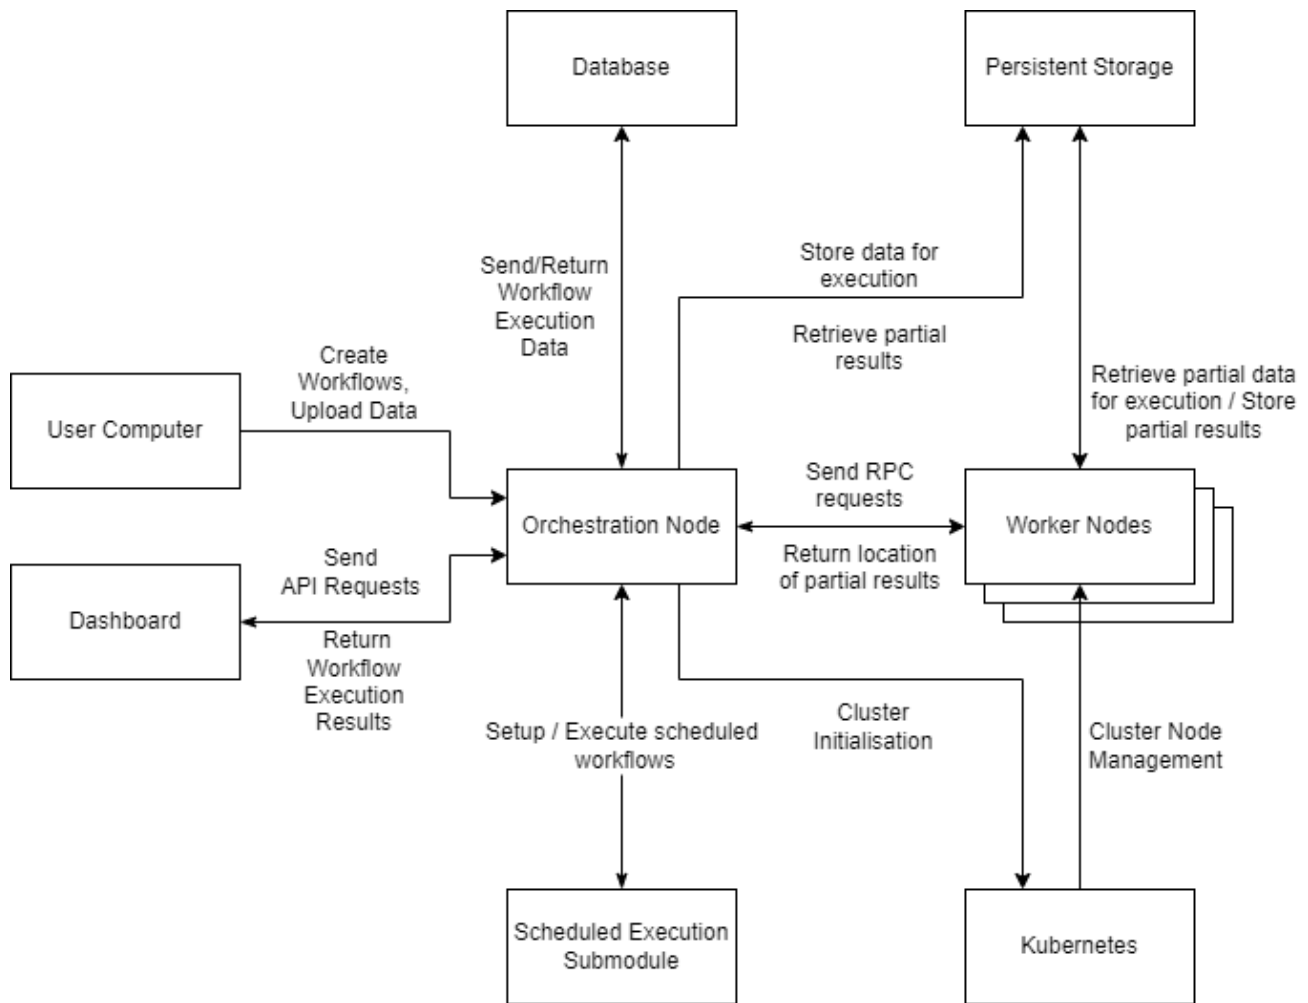 Database
Persistent Storage
Send/Return
Workflow
Execution
Data
Store data for
execution
Retrieve partial
results
Create
Workflows,
Upload Data
User Computer
Retrieve partial data
for execution / Store
partial results
Send RPC
requests
Orchestration Node
Worker Nodes
Return location
of partial results
Send
API Requests
Dashboard
Return
Workflow
Execution
Results
Setup / Execute scheduled
workflows
Cluster
Initialisation
Cluster Node
Management
Scheduled Execution
Submodule
Kubernetes